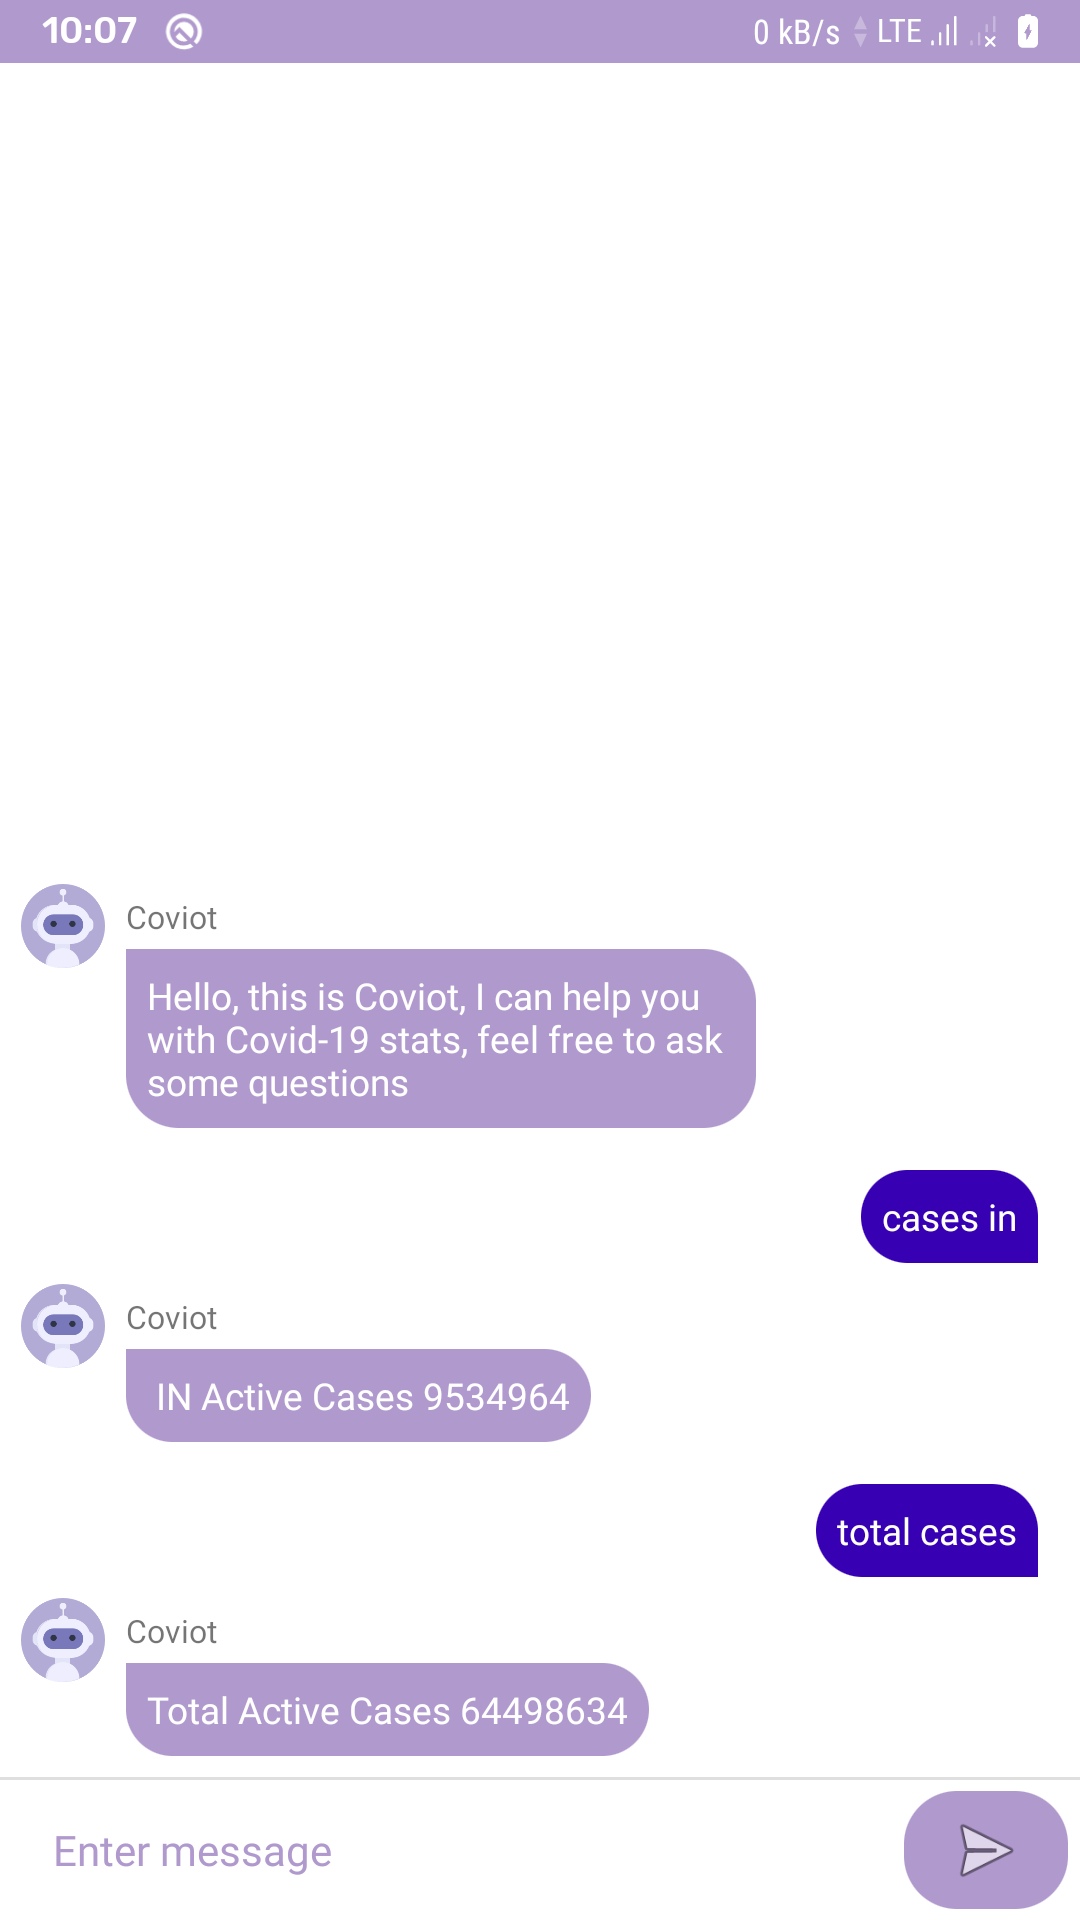 10:07
0 kB/s LTE
Coviot
Hello, this is Coviot, I can help you
with Covid-19 stats, feel free to ask
some questions
cases in
Coviot
IN Active Cases 9534964
total cases
Coviot
Total Active Cases 64498634
Enter message